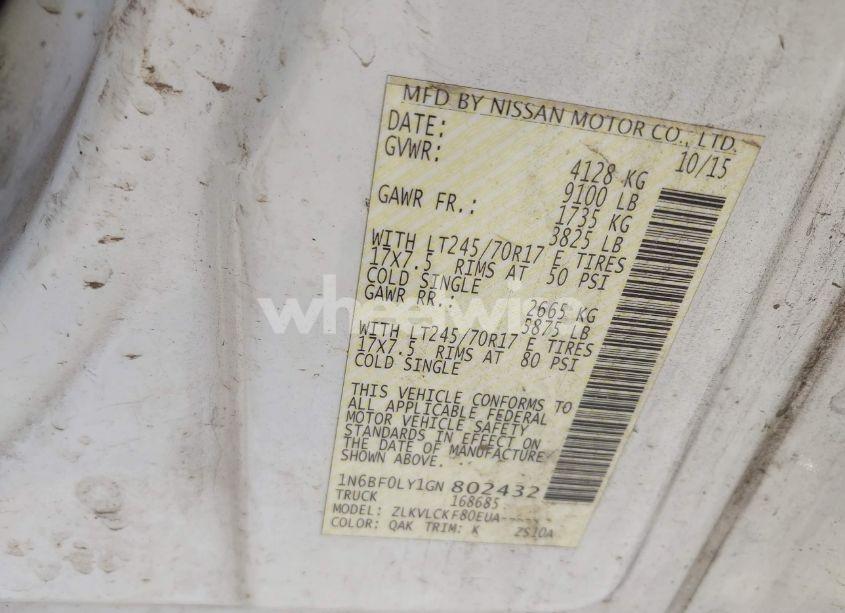 MFD BY NISSAN MOTOR CO., LTD.
DATE: 10/15
GVWR: 4128 KG
9100 LB
GAWR FR.: 1735 KG
3825 LB
WITH LT245/70R17 E TIRES
17X7.5 RIMS AT 50 PSI
COLD SINGLE
GAWR RR.: 2665 KG
5875 LB
WITH LT245/70R17 E TIRES
17X7.5 RIMS AT 80 PSI
COLD SINGLE
THIS VEHICLE CONFORMS TO
ALL APPLICABLE FEDERAL
MOTOR VEHICLE SAFETY
STANDARDS IN EFFECT ON
THE DATE OF MANUFACTURE
SHOWN ABOVE.
1N6BF0LY1GN802432
TRUCK 168685
MODEL: ZLKVLCKF80EUA------
COLOR: QAK TRIM: K ZS10A
wheelwire